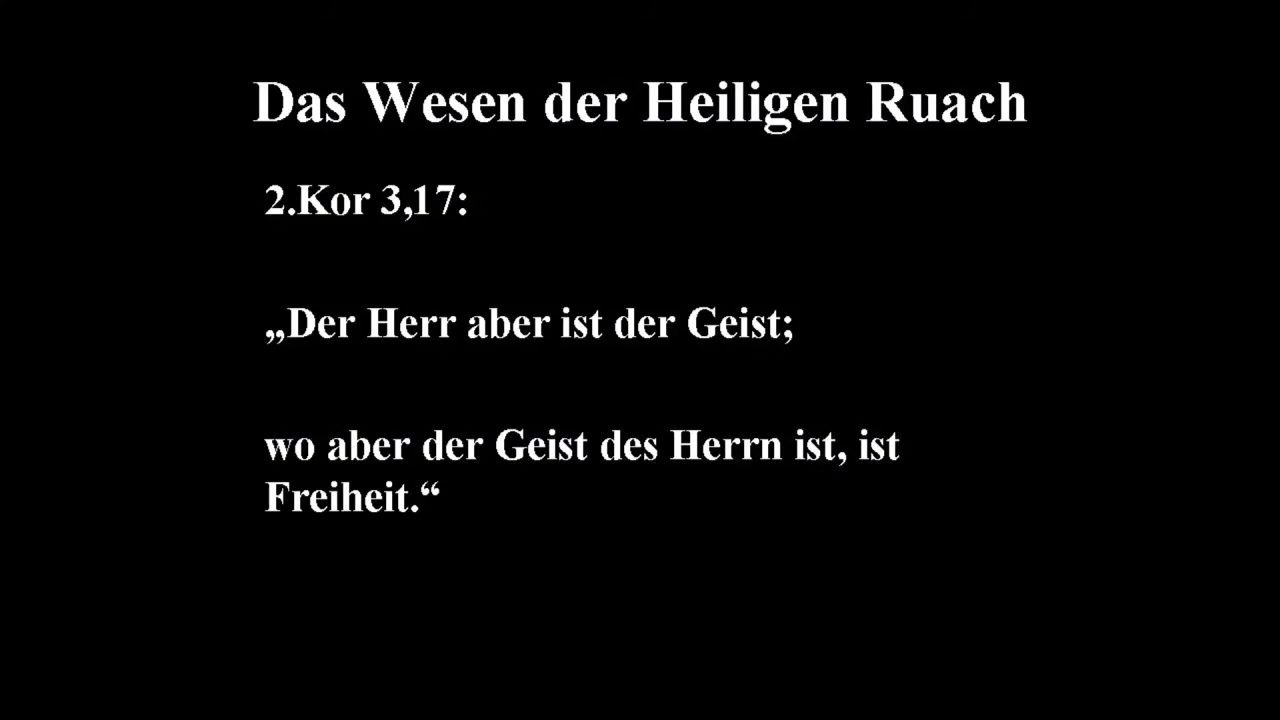 Das Wesen der Heiligen Ruach
2.Kor 3,17:
„Der Herr aber ist der Geist;
wo aber der Geist des Herrn ist, ist
Freiheit.“